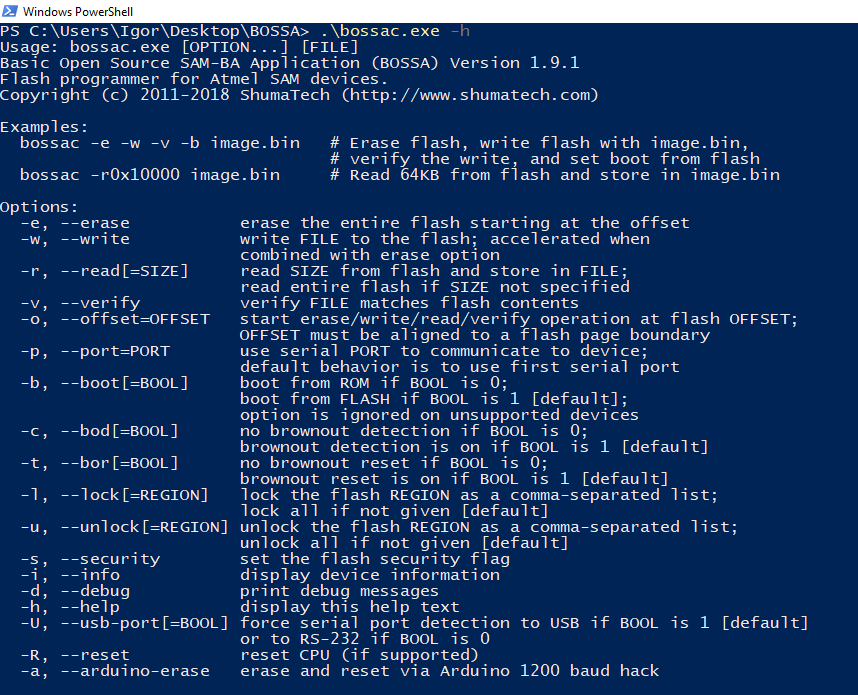 Windows PowerShell
PS C:\Users\Igor\Desktop\BOSSA> .\bossac.exe -h
Usage: bossac.exe [OPTION...] [FILE]
Basic Open Source SAM-BA Application (BOSSA) Version 1.9.1
Flash programmer for Atmel SAM devices.
Copyright (c) 2011-2018 ShumaTech (http://www.shumatech.com)

Examples:
  bossac -e -w -v -b image.bin   # Erase flash, write flash with image.bin,
                                 # verify the write, and set boot from flash
  bossac -r0x10000 image.bin     # Read 64KB from flash and store in image.bin

Options:
  -e, --erase           erase the entire flash starting at the offset
  -w, --write           write FILE to the flash; accelerated when
                        combined with erase option
  -r, --read[=SIZE]     read SIZE from flash and store in FILE;
                        read entire flash if SIZE not specified
  -v, --verify          verify FILE matches flash contents
  -o, --offset=OFFSET   start erase/write/read/verify operation at flash OFFSET;
                        OFFSET must be aligned to a flash page boundary
  -p, --port=PORT       use serial PORT to communicate to device;
                        default behavior is to use first serial port
  -b, --boot[=BOOL]     boot from ROM if BOOL is 0;
                        boot from FLASH if BOOL is 1 [default];
                        option is ignored on unsupported devices
  -c, --bod[=BOOL]      no brownout detection if BOOL is 0;
                        brownout detection is on if BOOL is 1 [default]
  -t, --bor[=BOOL]      no brownout reset if BOOL is 0;
                        brownout reset is on if BOOL is 1 [default]
  -l, --lock[=REGION]   lock the flash REGION as a comma-separated list;
                        lock all if not given [default]
  -u, --unlock[=REGION] unlock the flash REGION as a comma-separated list;
                        unlock all if not given [default]
  -s, --security        set the flash security flag
  -i, --info            display device information
  -d, --debug           print debug messages
  -h, --help            display this help text
  -U, --usb-port[=BOOL] force serial port detection to USB if BOOL is 1 [default]
                        or to RS-232 if BOOL is 0
  -R, --reset           reset CPU (if supported)
  -a, --arduino-erase   erase and reset via Arduino 1200 baud hack